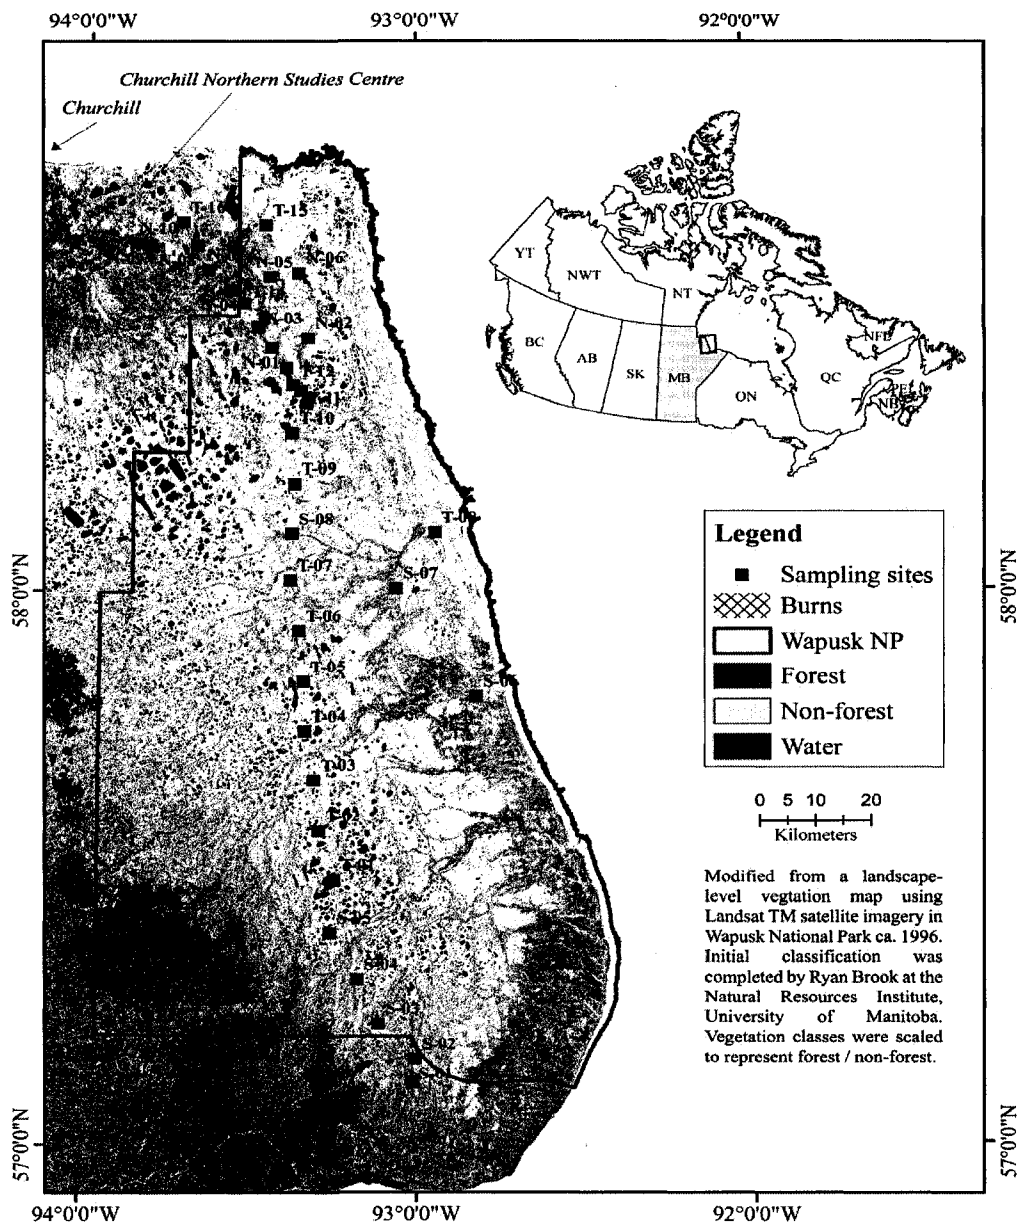 94°0'0"W 93°0'0"W 92°0'0"W
Churchill Northern Studies Centre
Churchill
T-15
N-05
N-06
N-03
N-02
N-01
T-10
T-09
S-08
T-07
S-07
T-06
T-05
T-04
T-03
S-02
YT
NWT
NT
BC
AB
SK
MB
ON
QC
NFL
58°0'0"N
58°0'0"N
57°0'0"N
57°0'0"N
Legend
Sampling sites
Burns
Wapusk NP
Forest
Non-forest
Water
0 5 10 20
Kilometers
Modified from a landscape-
level vegtation map using
Landsat TM satellite imagery in
Wapusk National Park ca. 1996.
Initial classification was
completed by Ryan Brook at the
Natural Resources Institute,
University of Manitoba.
Vegetation classes were scaled
to represent forest / non-forest.
94°0'0"W 93°0'0"W 92°0'0"W